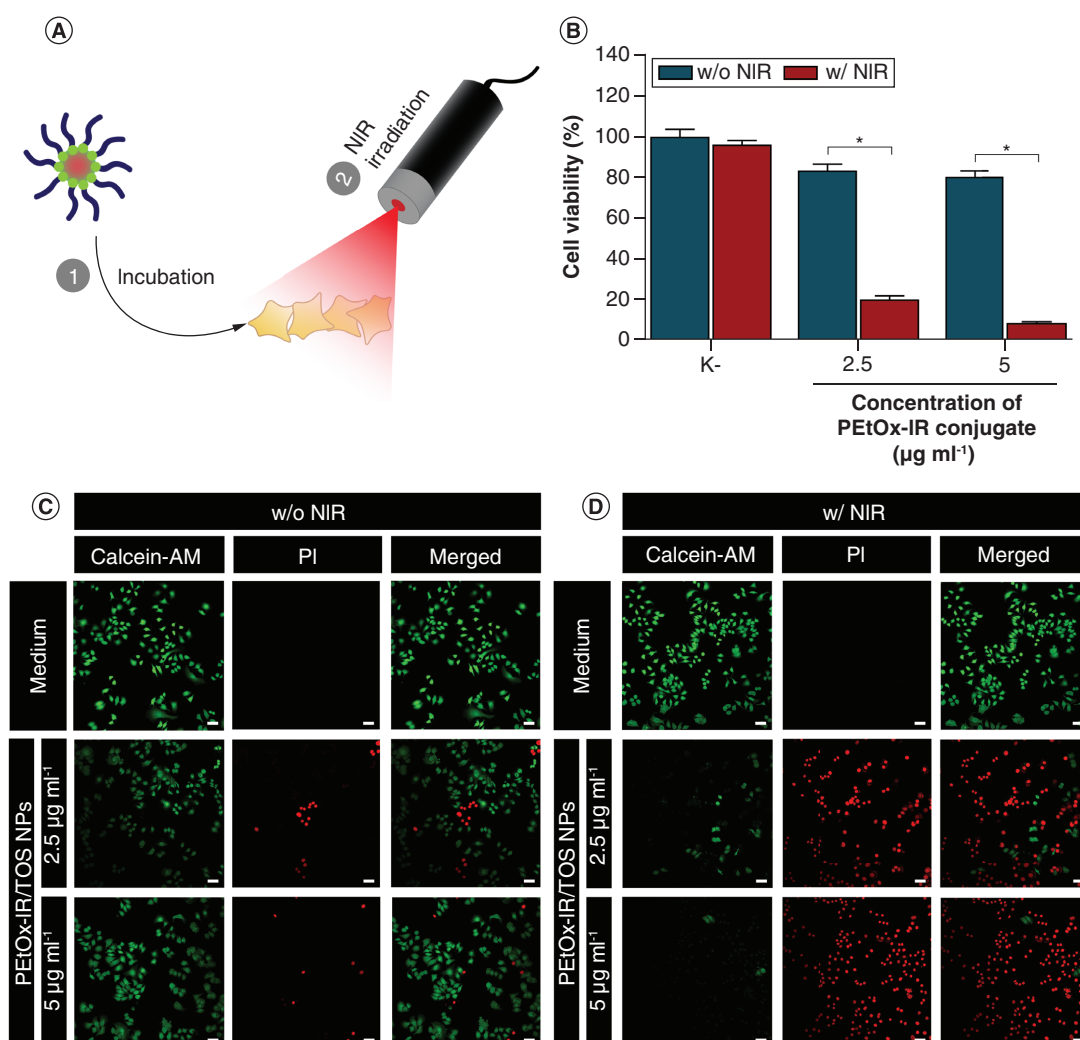 A
1
Incubation
2
NIR
irradiation
B
140
120
100
80
60
40
20
0
Cell viability (%)
w/o NIR
w/ NIR
*
*
K-
2.5
5
Concentration of
PEtOx-IR conjugate
(µg ml⁻¹)
C
w/o NIR
Calcein-AM
PI
Merged
Medium
PEtOx-IR/TOS NPs
2.5 µg ml⁻¹
5 µg ml⁻¹
D
w/ NIR
Calcein-AM
PI
Merged
Medium
PEtOx-IR/TOS NPs
2.5 µg ml⁻¹
5 µg ml⁻¹